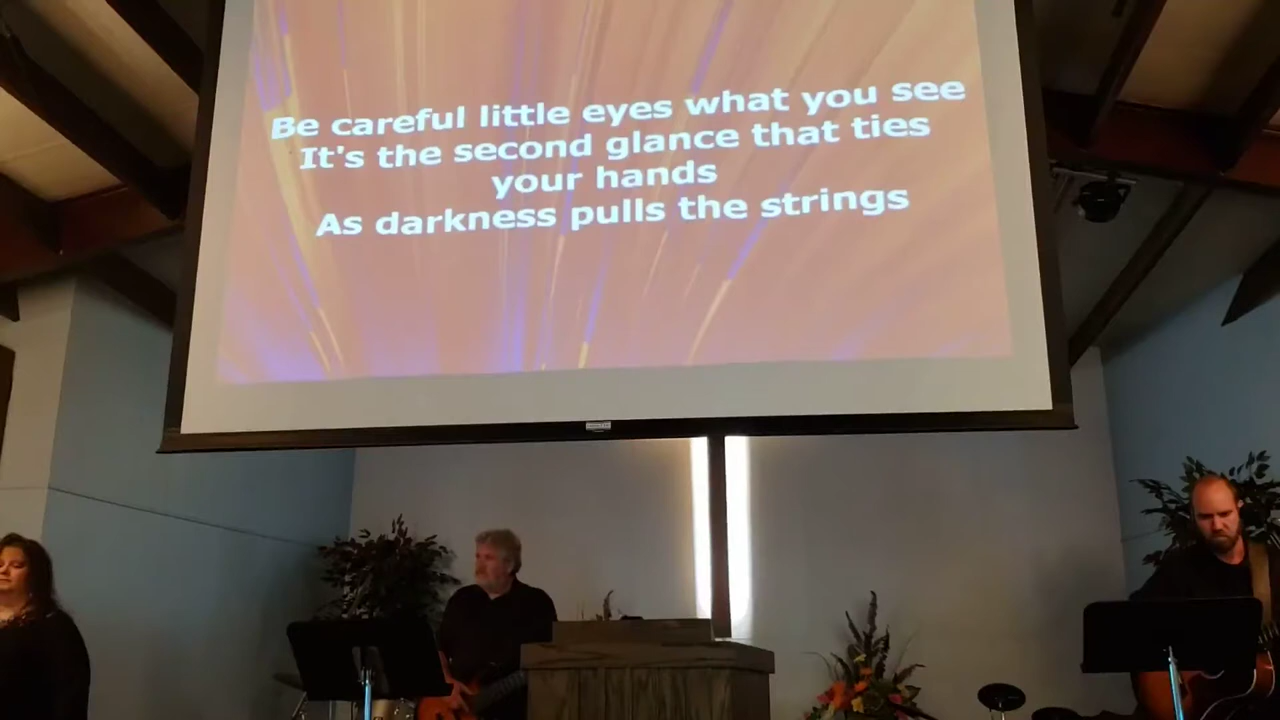 Be careful little eyes what you see
It's the second glance that ties
your hands
As darkness pulls the strings